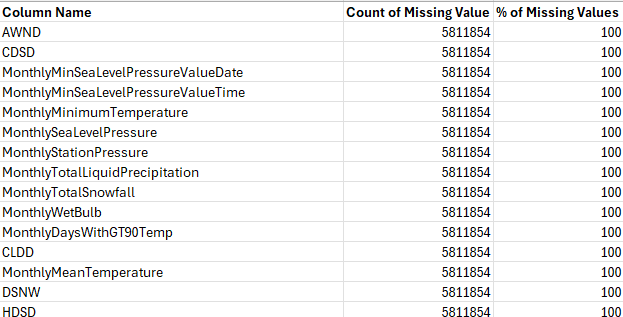 Column Name Count of Missing Value % of Missing Values
AWND 5811854 100
CDSD 5811854 100
MonthlyMinSeaLevelPressureValueDate 5811854 100
MonthlyMinSeaLevelPressureValueTime 5811854 100
MonthlyMinimumTemperature 5811854 100
MonthlySeaLevelPressure 5811854 100
MonthlyStationPressure 5811854 100
MonthlyTotalLiquidPrecipitation 5811854 100
MonthlyTotalSnowfall 5811854 100
MonthlyWetBulb 5811854 100
MonthlyDaysWithGT90Temp 5811854 100
CLDD 5811854 100
MonthlyMeanTemperature 5811854 100
DSNW 5811854 100
HDSD 5811854 100